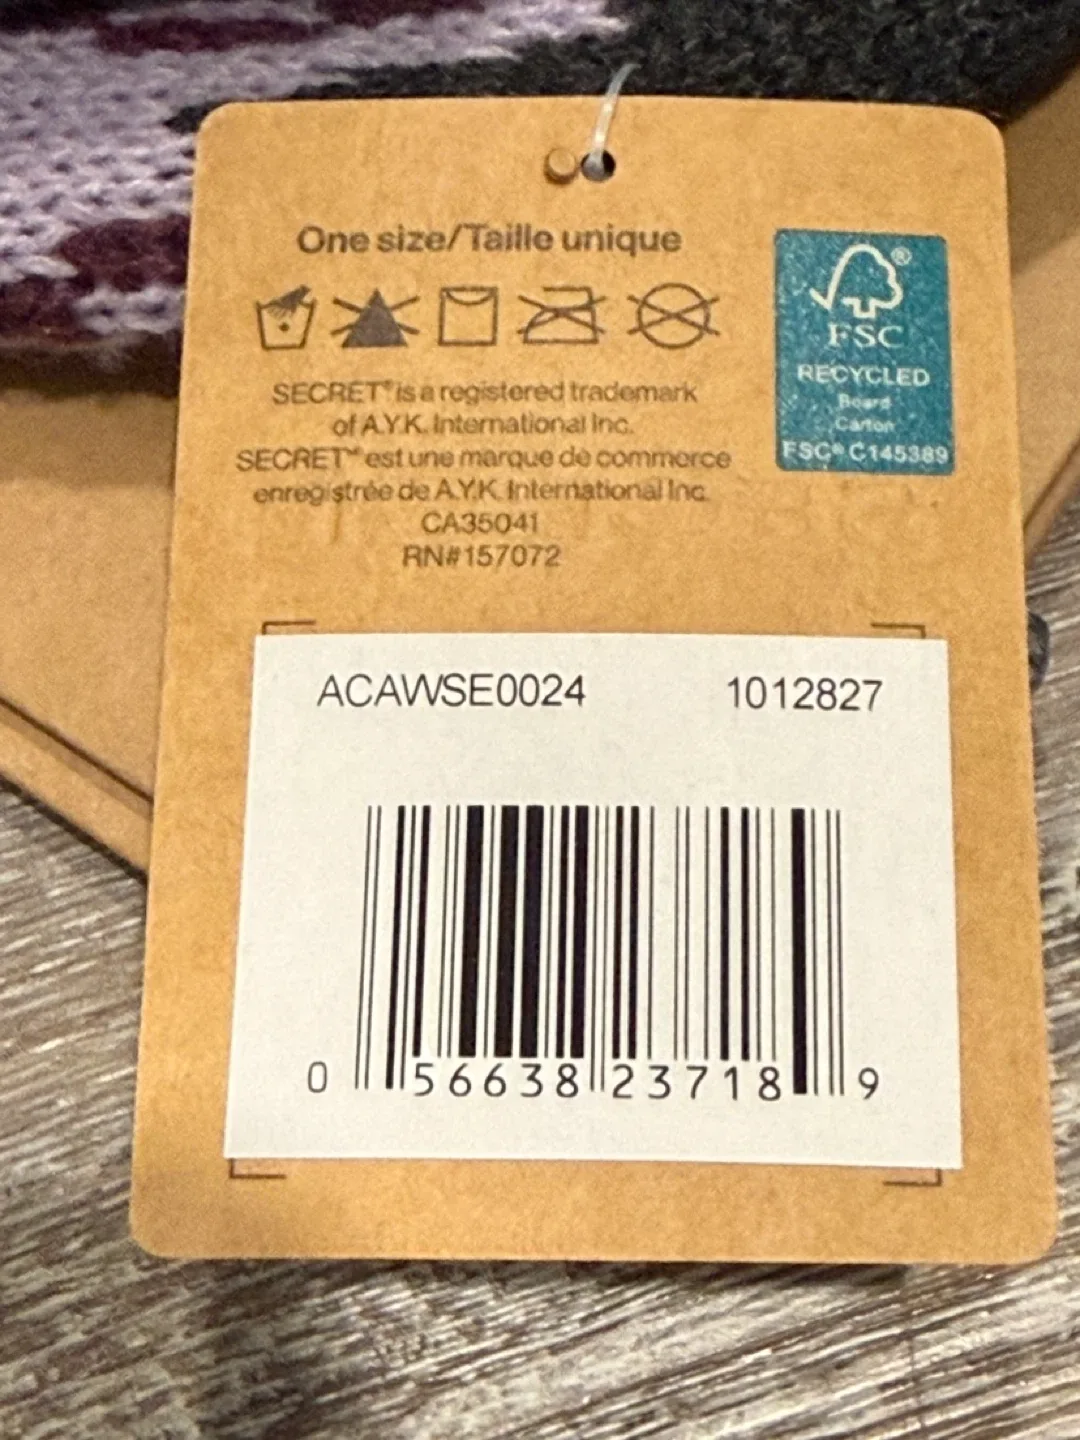 One size/Taille unique
SECRET® is a registered trademark
of A.Y.K. International Inc.
SECRET™ est une marque de commerce
enregistrée de A.Y.K. International Inc.
CA35041
RN#157072
®
FSC
RECYCLED
Board
Carton
FSC® C145389
ACAWSE0024 1012827
0 56638 23718 9